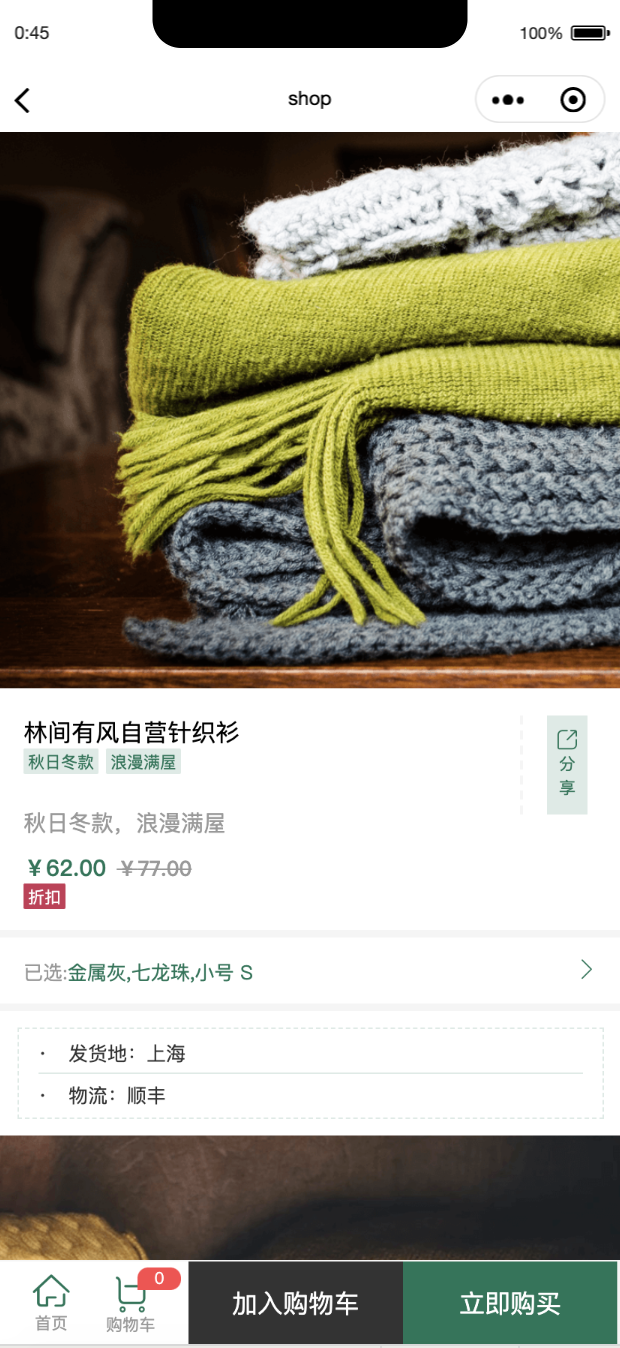 0:45
100%
shop
林间有风自营针织衫
秋日冬款 浪漫满屋
分
享
秋日冬款，浪漫满屋
￥62.00 ￥77.00
折扣
已选:金属灰,七龙珠,小号 S
· 发货地：上海
· 物流：顺丰
首页
0
购物车
加入购物车
立即购买